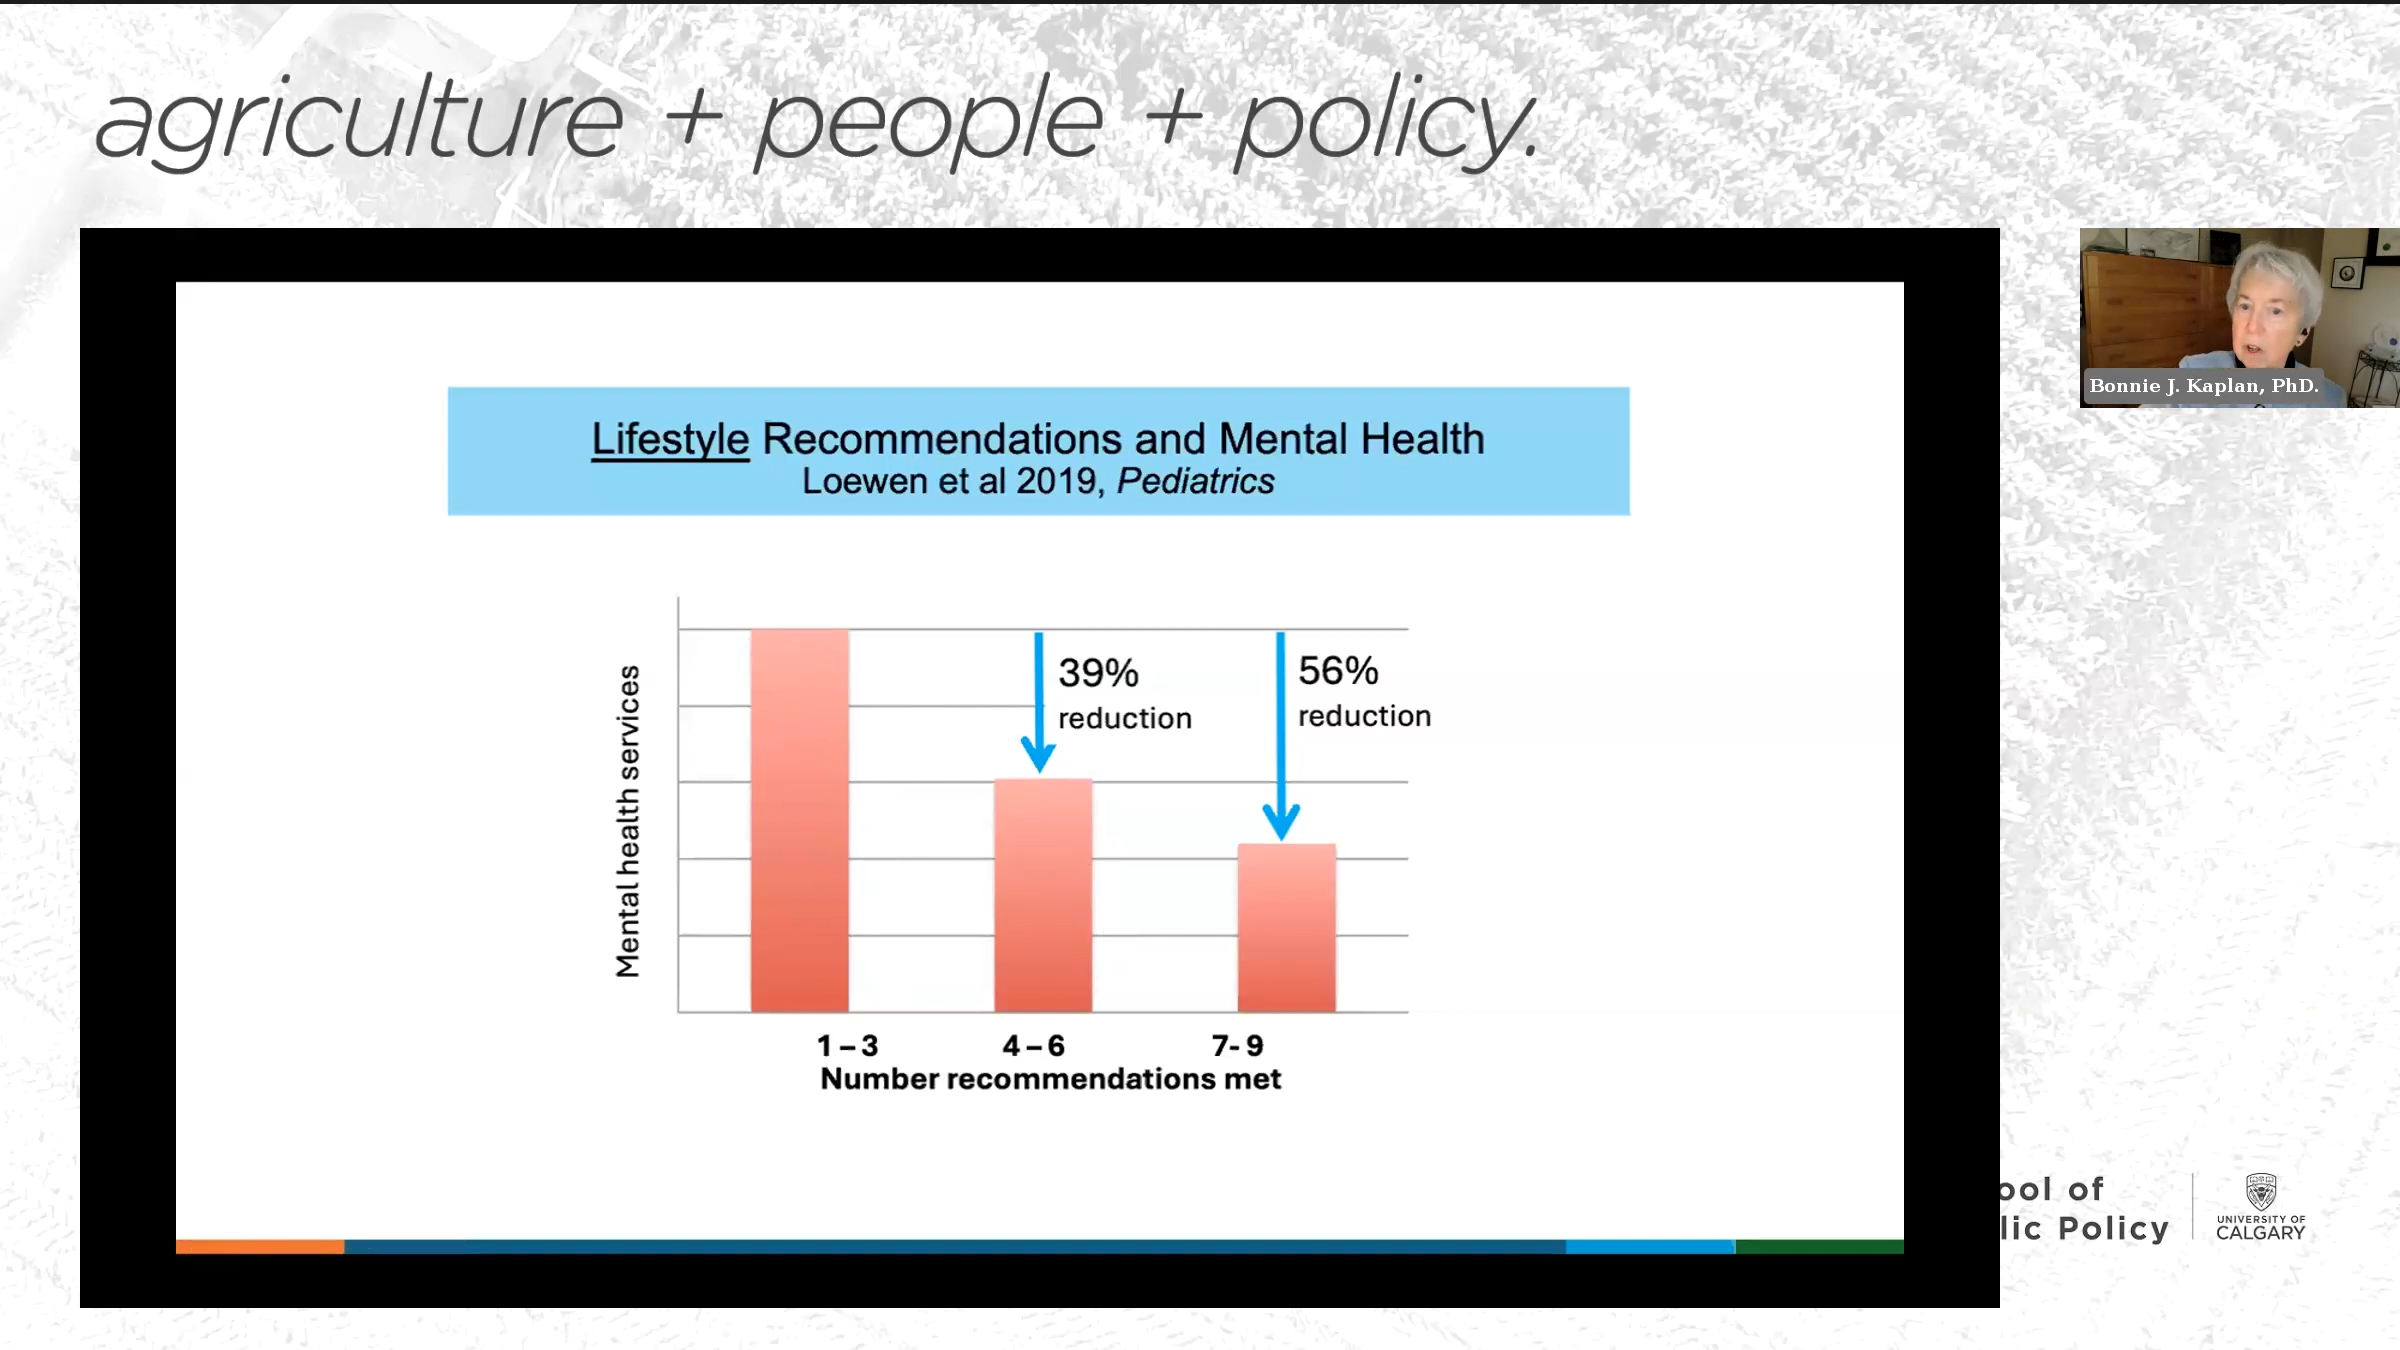 agriculture + people + policy.
Lifestyle Recommendations and Mental Health
Loewen et al 2019, Pediatrics
Mental health services
39%
reduction
56%
reduction
1 – 3
4 – 6
7- 9
Number recommendations met
Bonnie J. Kaplan, PhD.
ool of
lic Policy
UNIVERSITY OF
CALGARY